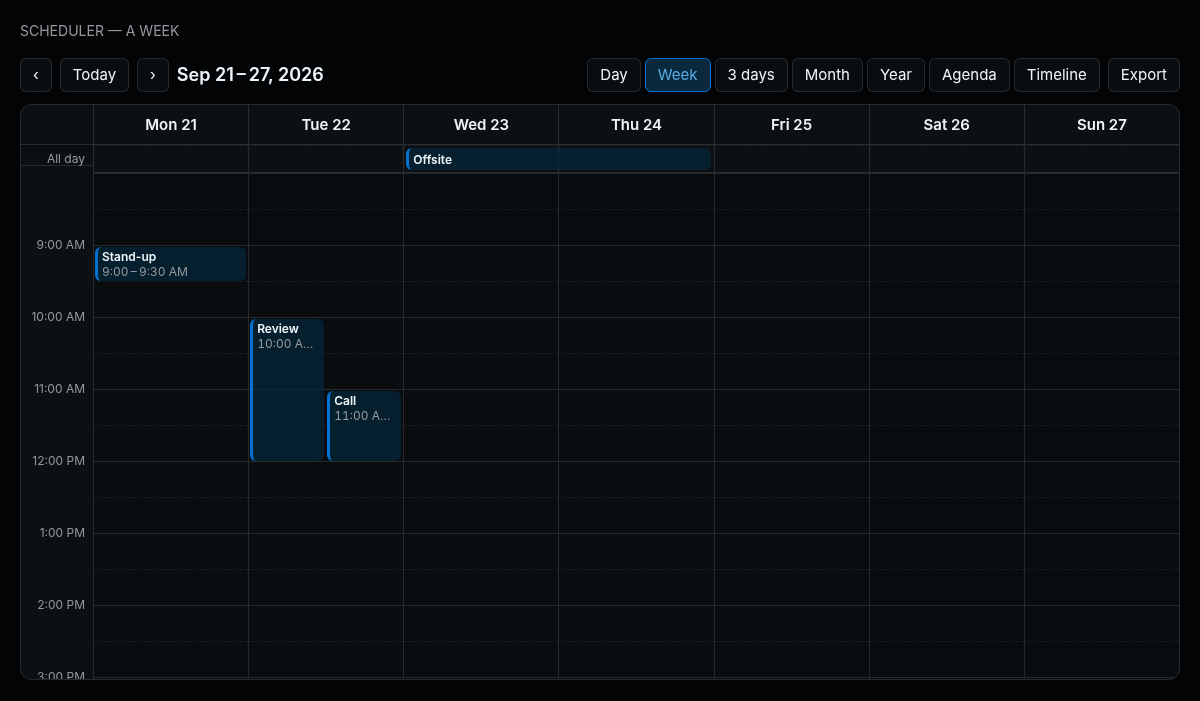 SCHEDULER — A WEEK
‹ Today › Sep 21 – 27, 2026 Day Week 3 days Month Year Agenda Timeline Export
Mon 21 Tue 22 Wed 23 Thu 24 Fri 25 Sat 26 Sun 27
All day Offsite
9:00 AM
Stand-up
9:00 – 9:30 AM
10:00 AM
Review
10:00 A...
11:00 AM
Call
11:00 A...
12:00 PM
1:00 PM
2:00 PM
3:00 PM